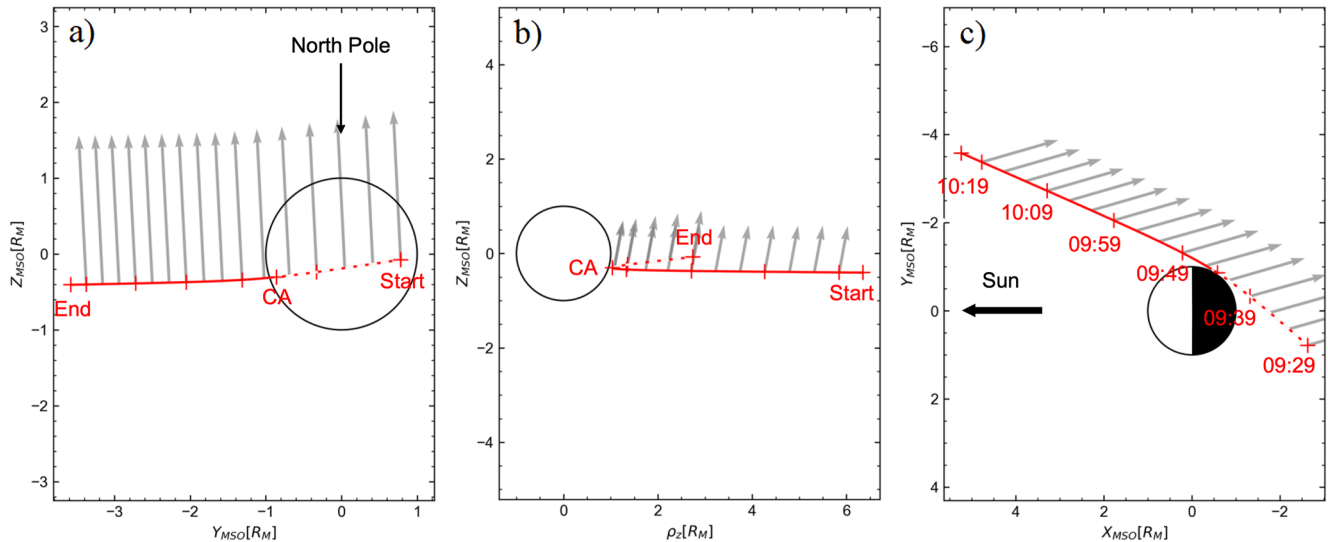 a)
North Pole
3
2
1
0
−1
−2
−3
Z_MSO[R_M]
End
CA
Start
−3
−2
−1
0
1
Y_MSO[R_M]
b)
4
2
0
−2
−4
Z_MSO[R_M]
End
CA
Start
0
2
4
6
ρ_z[R_M]
c)
−6
−4
−2
0
2
4
Y_MSO[R_M]
10:19
10:09
09:59
09:49
Sun
09:39
09:29
4
2
0
−2
X_MSO[R_M]